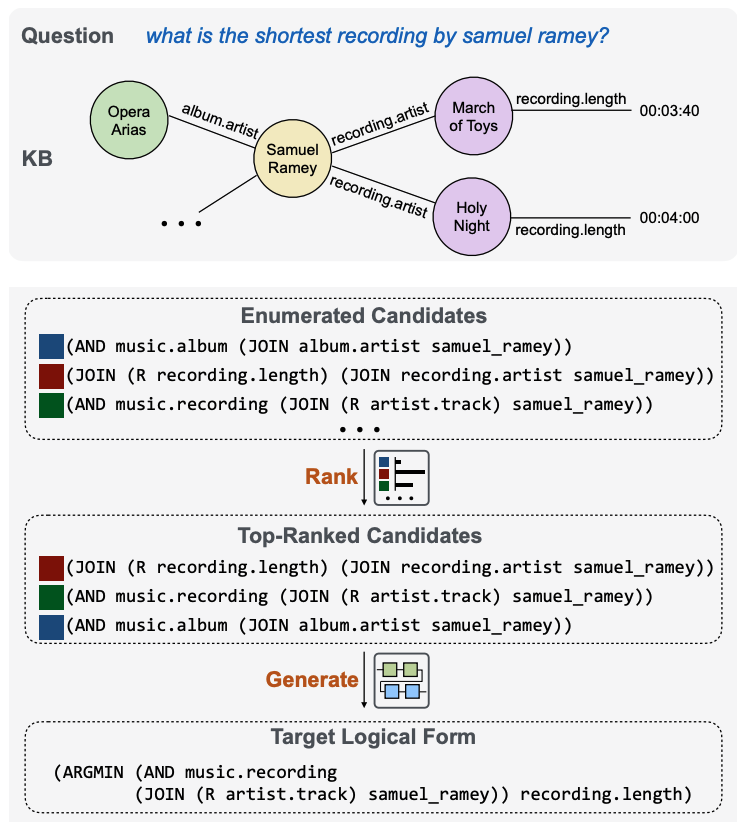 Question what is the shortest recording by samuel ramey?
KB
Opera
Arias
album.artist
Samuel
Ramey
recording.artist
March
of Toys
recording.length
00:03:40
recording.artist
Holy
Night
recording.length
00:04:00
• • •
Enumerated Candidates
(AND music.album (JOIN album.artist samuel_ramey))
(JOIN (R recording.length) (JOIN recording.artist samuel_ramey))
(AND music.recording (JOIN (R artist.track) samuel_ramey))
• • •
Rank
• • •
Top-Ranked Candidates
(JOIN (R recording.length) (JOIN recording.artist samuel_ramey))
(AND music.recording (JOIN (R artist.track) samuel_ramey))
(AND music.album (JOIN album.artist samuel_ramey))
Generate
Target Logical Form
(ARGMIN (AND music.recording
(JOIN (R artist.track) samuel_ramey)) recording.length)